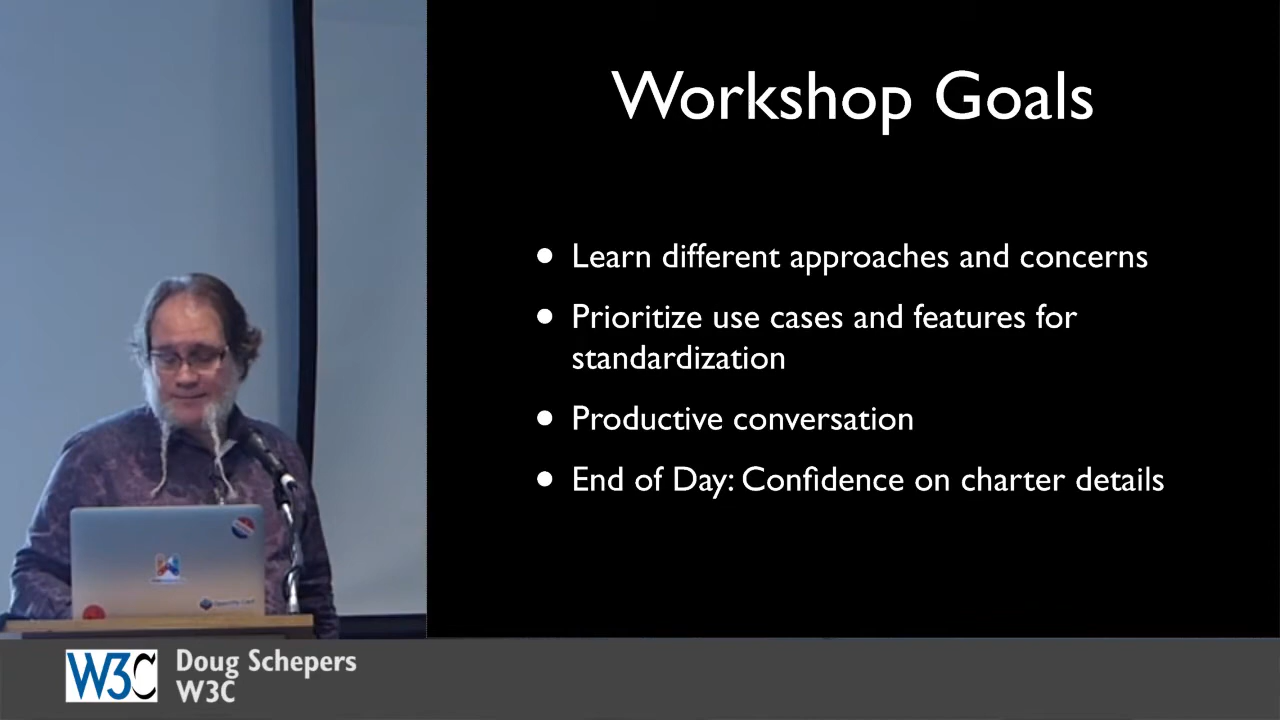 Workshop Goals
• Learn different approaches and concerns
• Prioritize use cases and features for
standardization
• Productive conversation
• End of Day: Confidence on charter details
W3C
Doug Schepers
W3C